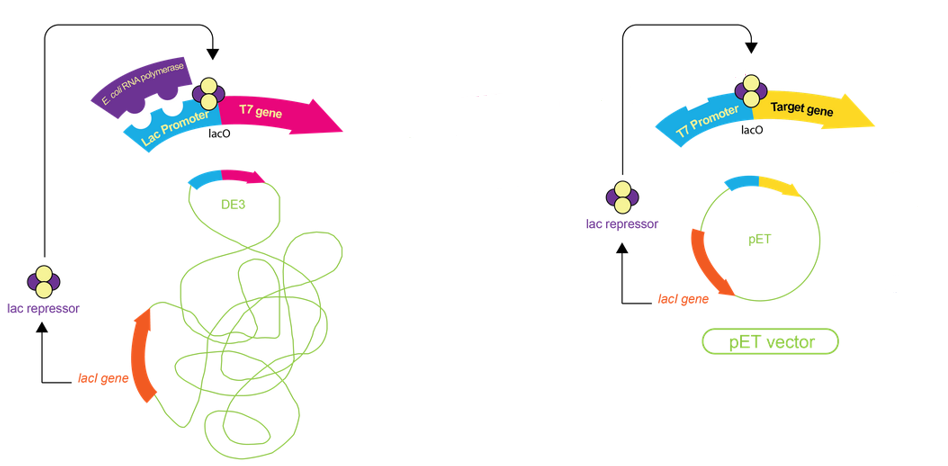 E. coli RNA polymerase
Lac Promoter
T7 gene
lacO
DE3
lac repressor
lacI gene
T7 Promoter
Target gene
lacO
lac repressor
pET
lacI gene
pET vector